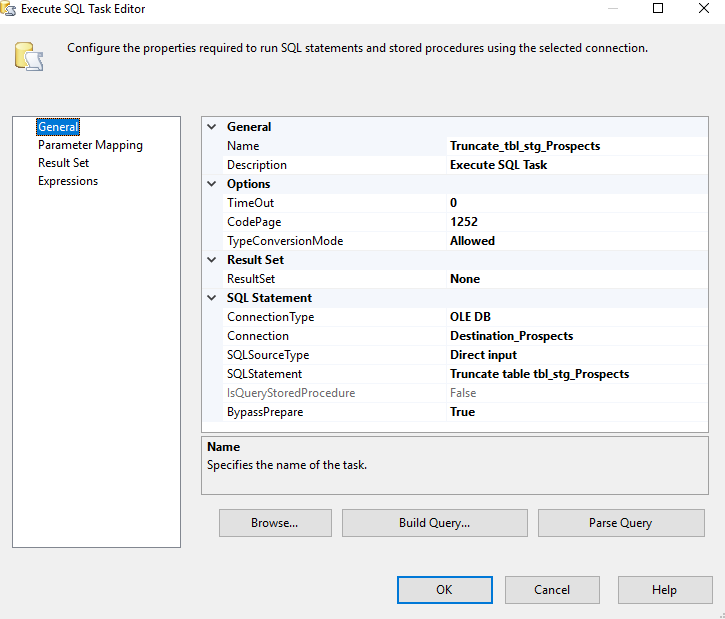 Execute SQL Task Editor
Configure the properties required to run SQL statements and stored procedures using the selected connection.
General
Parameter Mapping
Result Set
Expressions
General
Name Truncate_tbl_stg_Prospects
Description Execute SQL Task
Options
TimeOut 0
CodePage 1252
TypeConversionMode Allowed
Result Set
ResultSet None
SQL Statement
ConnectionType OLE DB
Connection Destination_Prospects
SQLSourceType Direct input
SQLStatement Truncate table tbl_stg_Prospects
IsQueryStoredProcedure False
BypassPrepare True
Name
Specifies the name of the task.
Browse... Build Query... Parse Query
OK Cancel Help